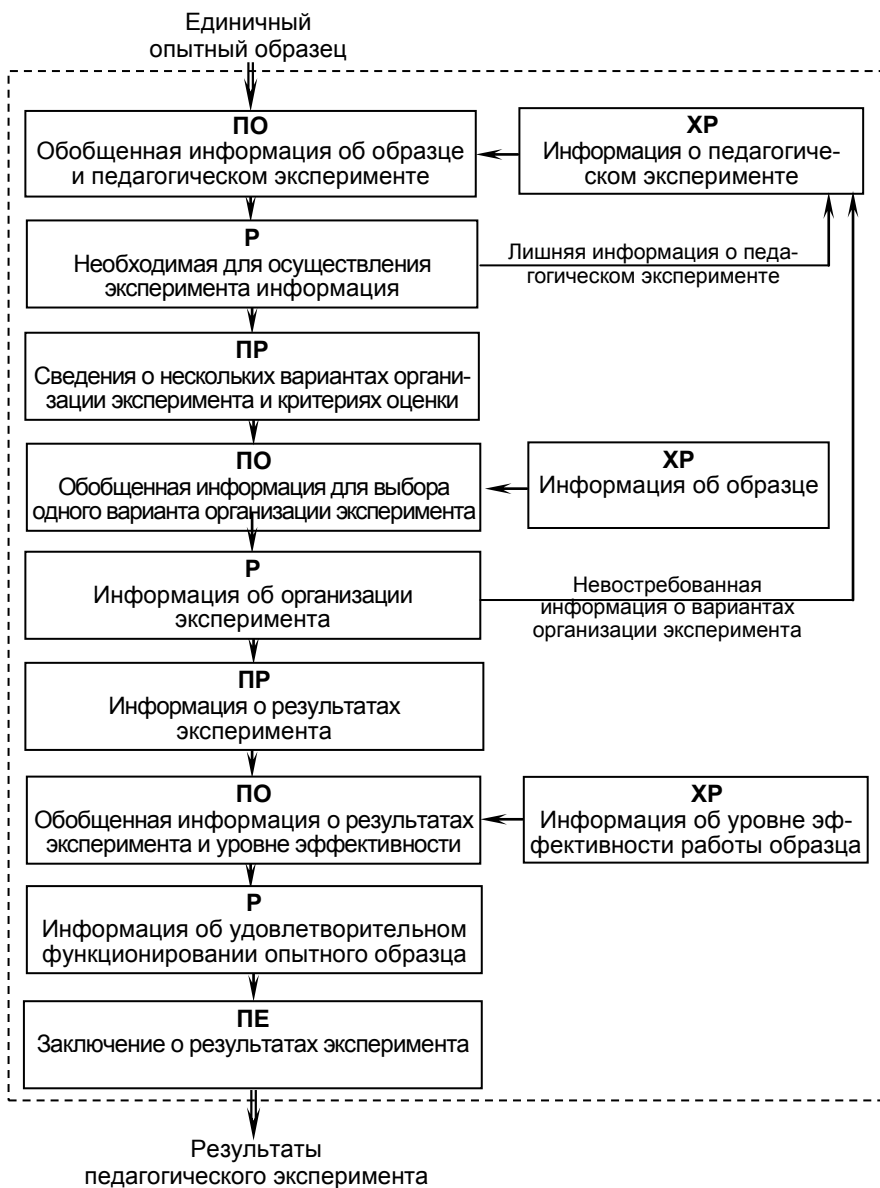 Единичный
опытный образец
ПО
Обобщенная информация об образце
и педагогическом эксперименте
ХР
Информация о педагогиче-
ском эксперименте
Р
Необходимая для осуществления
эксперимента информация
Лишняя информация о педа-
гогическом эксперименте
ПР
Сведения о нескольких вариантах органи-
зации эксперимента и критериях оценки
ПО
Обобщенная информация для выбора
одного варианта организации эксперимента
ХР
Информация об образце
Р
Информация об организации
эксперимента
Невостребованная
информация о вариантах
организации эксперимента
ПР
Информация о результатах
эксперимента
ПО
Обобщенная информация о результатах
эксперимента и уровне эффективности
ХР
Информация об уровне эф-
фективности работы образца
Р
Информация об удовлетворительном
функционировании опытного образца
ПЕ
Заключение о результатах эксперимента
Результаты
педагогического эксперимента